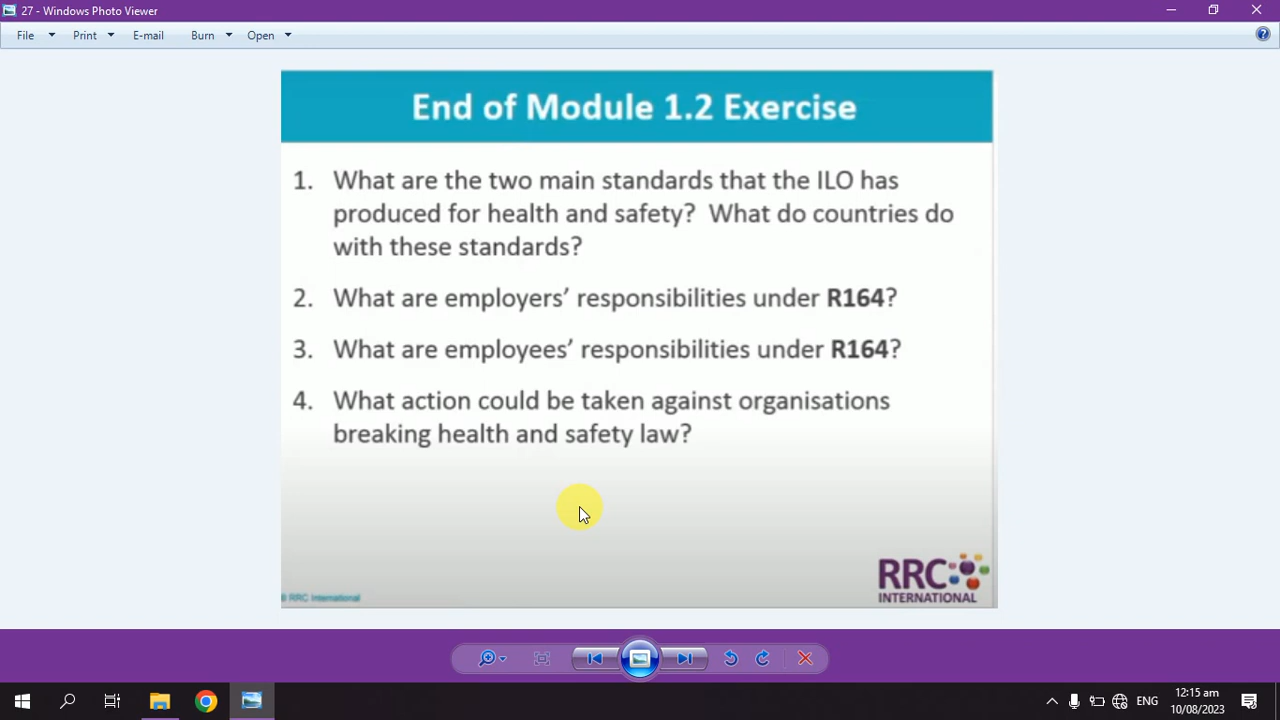 27 - Windows Photo Viewer
File Print E-mail Burn Open
End of Module 1.2 Exercise
1. What are the two main standards that the ILO has
produced for health and safety? What do countries do
with these standards?
2. What are employers' responsibilities under R164?
3. What are employees' responsibilities under R164?
4. What action could be taken against organisations
breaking health and safety law?
RRC
INTERNATIONAL
© RRC International
ENG
12:15 am
10/08/2023